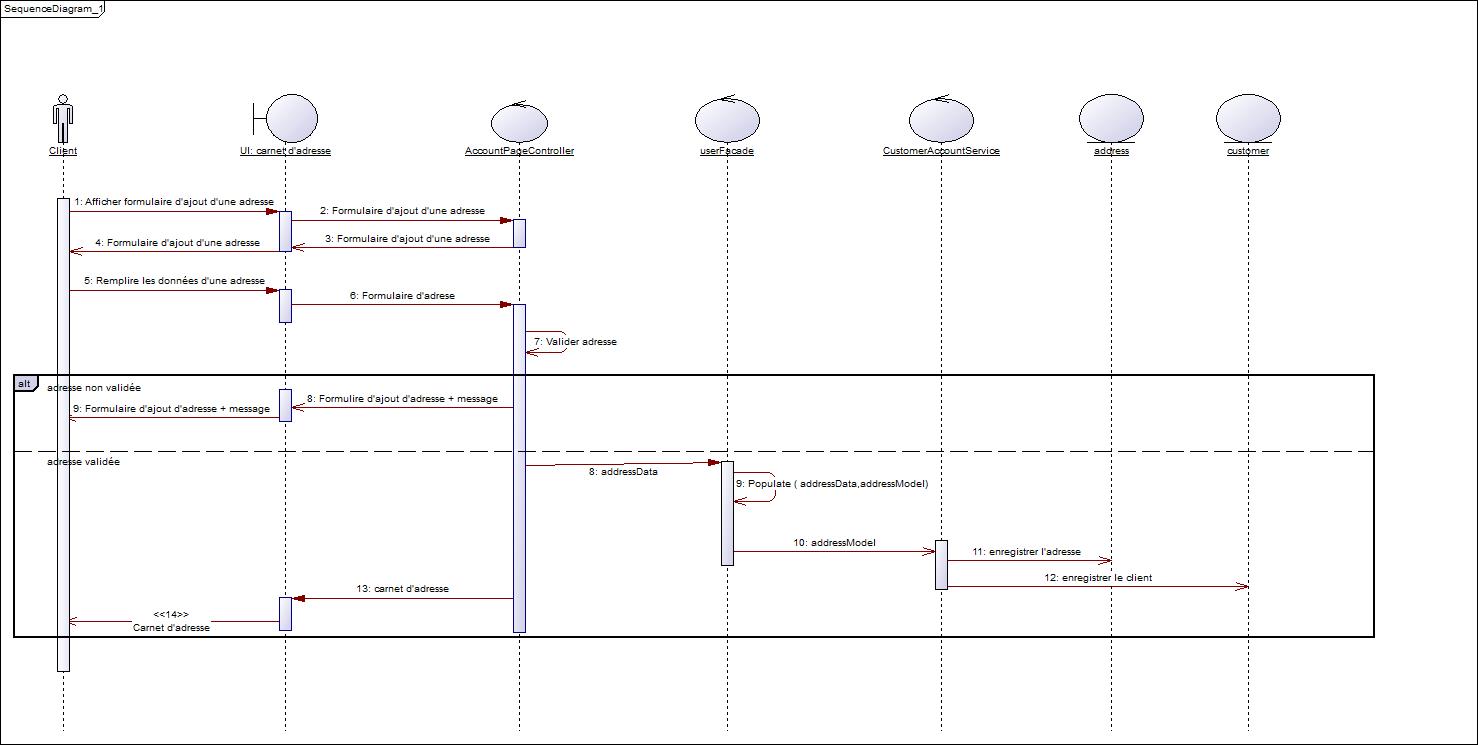 SequenceDiagram_1
Client
UI: carnet d'adresse
AccountPageController
userFacade
CustomerAccountService
address
customer
1: Afficher formulaire d'ajout d'une adresse
2: Formulaire d'ajout d'une adresse
3: Formulaire d'ajout d'une adresse
4: Formulaire d'ajout d'une adresse
5: Remplire les données d'une adresse
6: Formulaire d'adrese
7: Valider adresse
alt
adresse non validée
8: Formulire d'ajout d'adresse + message
9: Formulaire d'ajout d'adresse + message
adresse validée
8: addressData
9: Populate ( addressData,addressModel)
10: addressModel
11: enregistrer l'adresse
12: enregistrer le client
13: carnet d'adresse
<<14>>
Carnet d'adresse